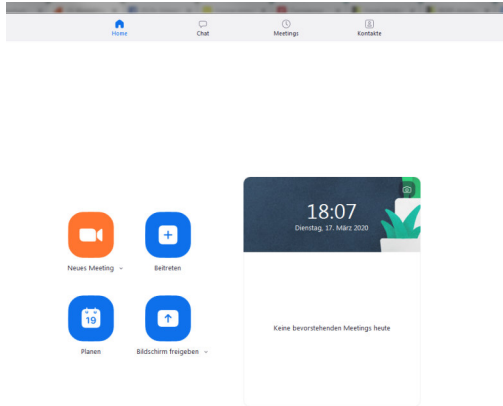 Home
Chat
Meetings
Kontakte
18:07
Dienstag, 17. März 2020
Neues Meeting
Beitreten
19
Planen
Bildschirm freigeben
Keine bevorstehenden Meetings heute